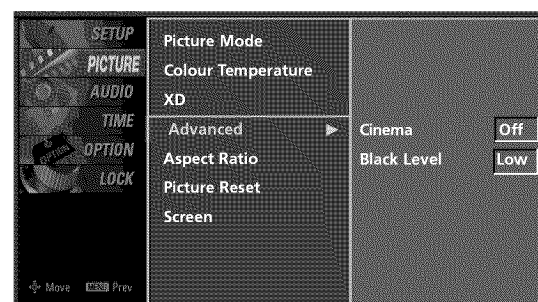 SETUP
PICTURE
AUDIO
TIME
OPTION
LOCK
Move MENU Prev
Picture Mode
Colour Temperature
XD
Advanced
Aspect Ratio
Picture Reset
Screen
Cinema Off
Black Level Low
OPTION